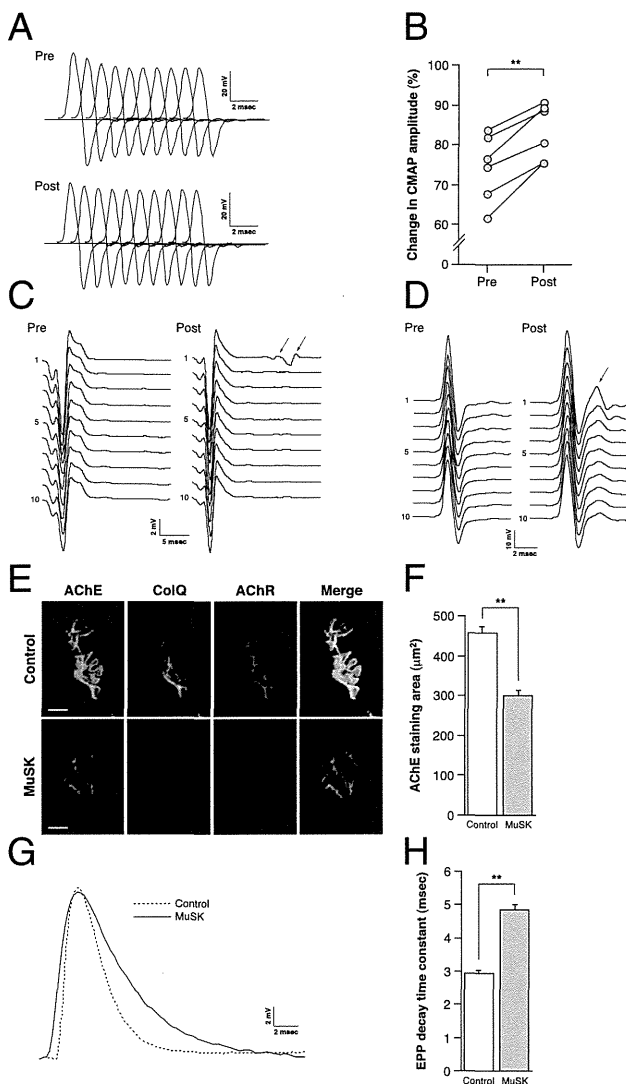 A
Pre
20 mV
2 msec
Post
20 mV
2 msec
B
**
Change in CMAP amplitude (%)
100
90
80
70
60
0
Pre
Post
C
Pre
1
5
10
2 mV
5 msec
Post
1
5
10
D
Pre
1
5
10
Post
1
5
10
10 mV
2 msec
E
AChE
ColQ
AChR
Merge
Control
MuSK
F
**
AChE staining area (μm²)
500
400
300
200
100
0
Control
MuSK
G
Control
MuSK
2 mV
2 msec
H
**
EPP decay time constant (msec)
6
5
4
3
2
1
0
Control
MuSK